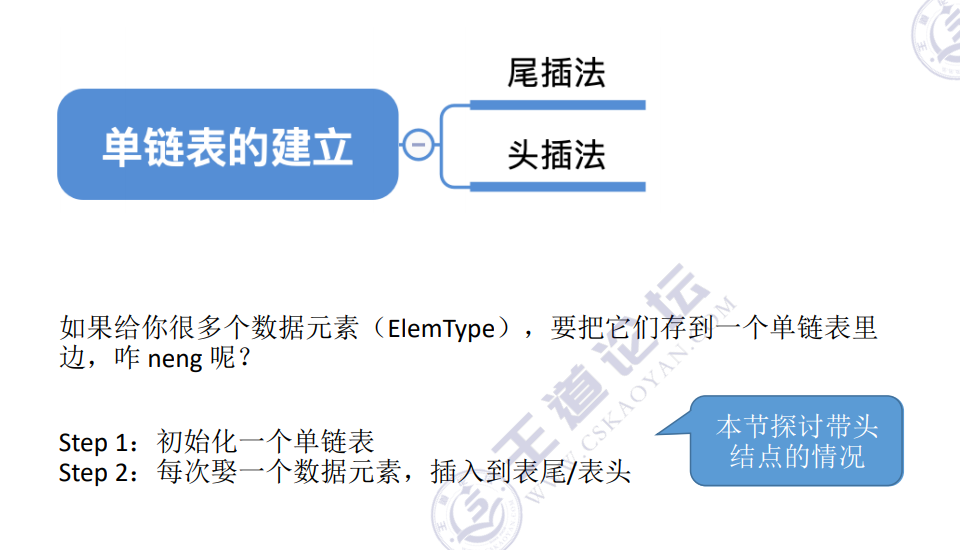 尾插法
单链表的建立
头插法
如果给你很多个数据元素（ElemType），要把它们存到一个单链表里
边，咋 neng 呢？
Step 1：初始化一个单链表
Step 2：每次娶一个数据元素，插入到表尾/表头
本节探讨带头
结点的情况
王道论坛
WWW.CSKAOYAN.COM